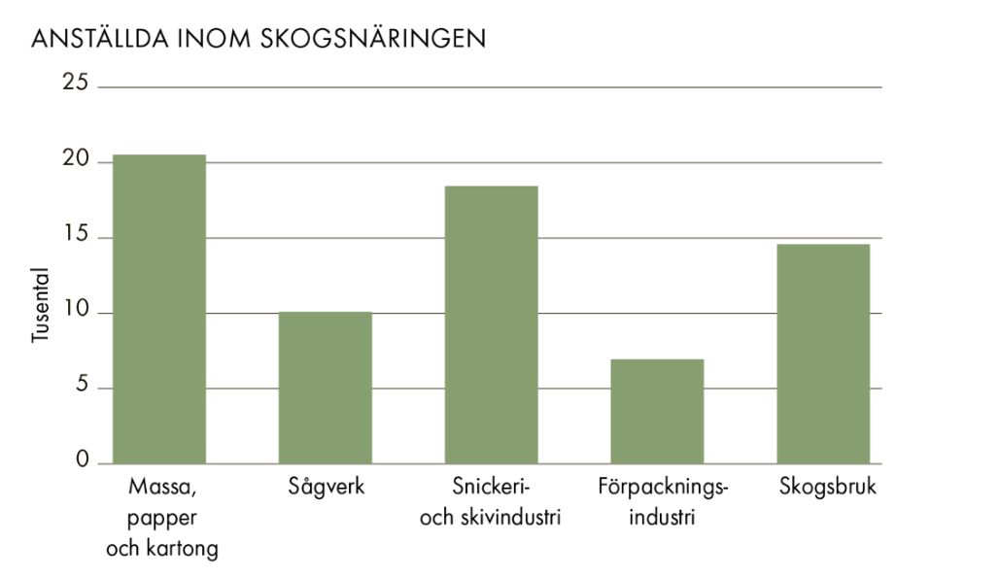 ANSTÄLLDA INOM SKOGSNÄRINGEN
25
20
15
10
5
0
Tusental
Massa,
papper
och kartong
Sågverk
Snickeri-
och skivindustri
Förpacknings-
industri
Skogsbruk